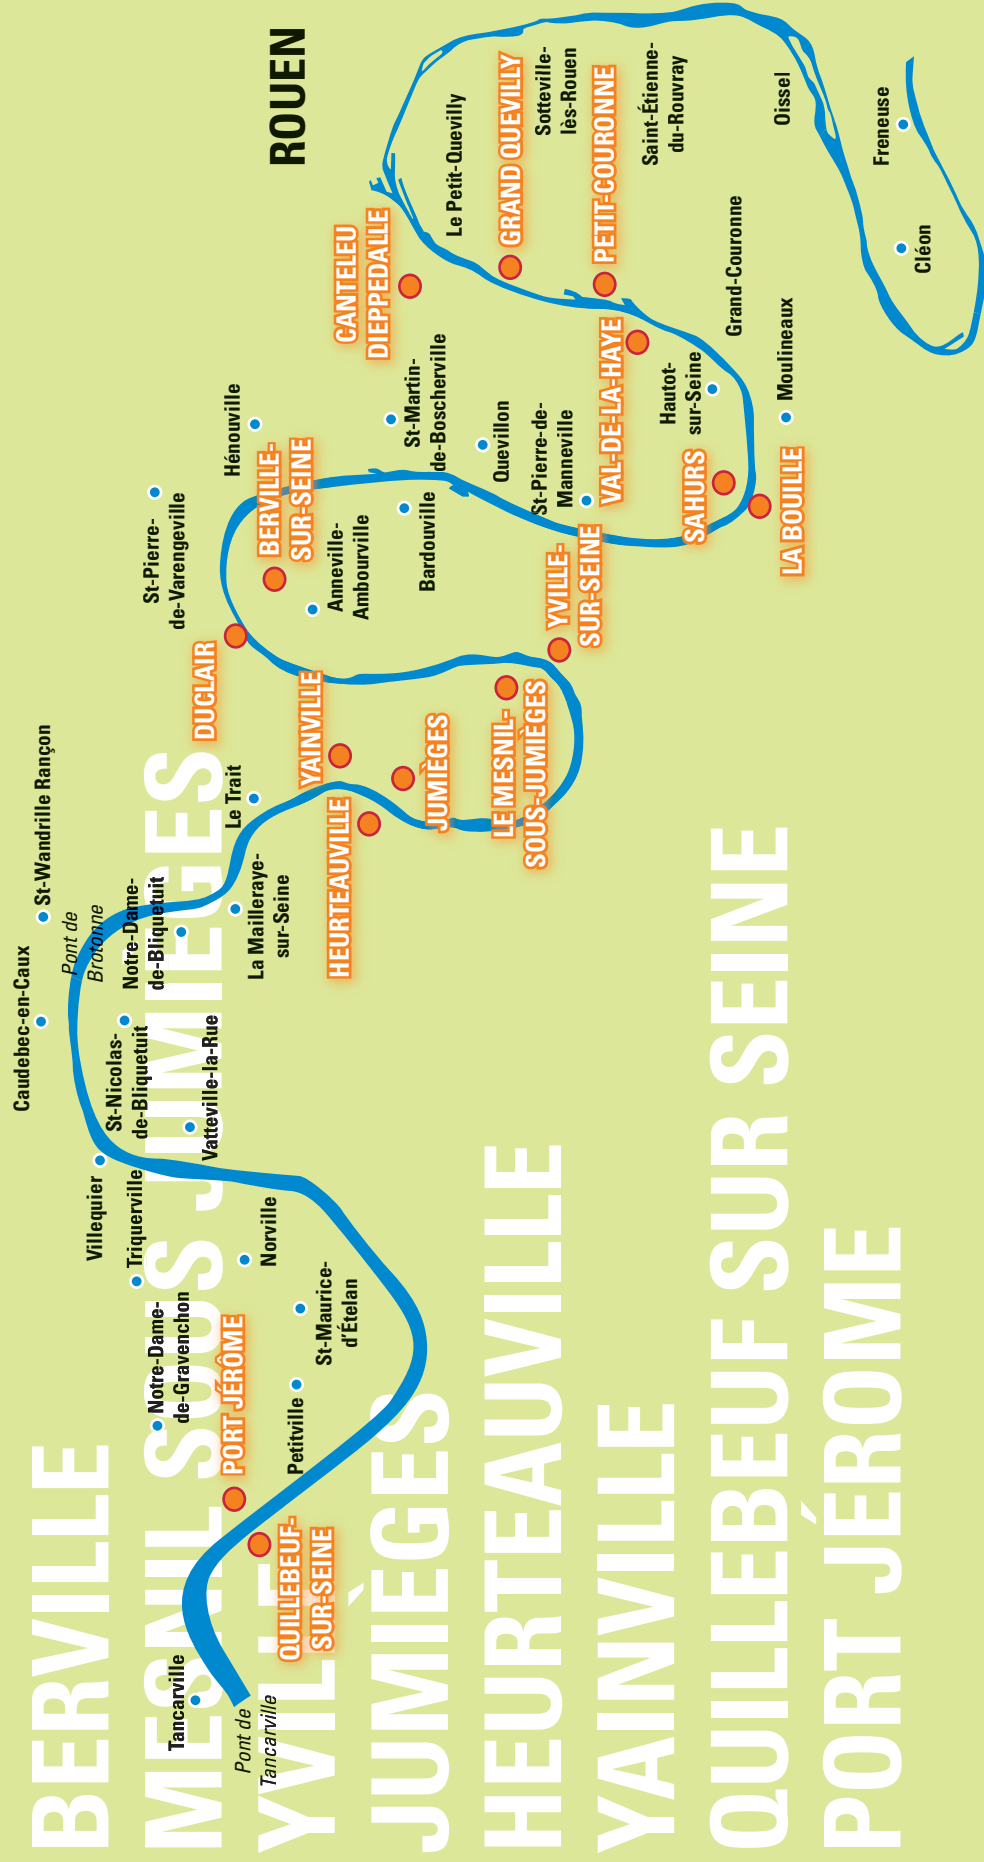 BERVILLE
MESNIL SOUS JUMIÈGES
YVILLE
JUMIÈGES
HEURTEAUVILLE
YAINVILLE
QUILLEBEUF SUR SEINE
PORT JÉROME
Tancarville
Pont de
Tancarville
QUILLEBEUF-
SUR-SEINE
PORT JÉRÔME
Notre-Dame-
de-Gravenchon
Petitville
St-Maurice-
d'Ételan
Norville
Triquerville
Villequier
Vatteville-la-Rue
St-Nicolas-
de-Bliquetuit
Caudebec-en-Caux
Pont de
Brotonne
Notre-Dame-
de-Bliquetuit
St-Wandrille Rançon
La Mailleraye-
sur-Seine
Le Trait
HEURTEAUVILLE
YAINVILLE
JUMIÈGES
LE MESNIL-
SOUS-JUMIÈGES
DUCLAIR
St-Pierre-
de-Varengeville
Hénouville
BERVILLE-
SUR-SEINE
Anneville-
Ambourville
Bardouville
YVILLE-
SUR-SEINE
St-Martin-
de-Boscherville
Quevillon
St-Pierre-de-
Manneville
SAHURS
LA BOUILLE
Hautot-
sur-Seine
VAL-DE-LA-HAYE
Moulineaux
Grand-Couronne
CANTELEU
DIEPPEDALLE
ROUEN
Le Petit-Quevilly
GRAND QUEVILLY
Sotteville-
lès-Rouen
PETIT-COURONNE
Saint-Étienne-
du-Rouvray
Oissel
Freneuse
Cléon